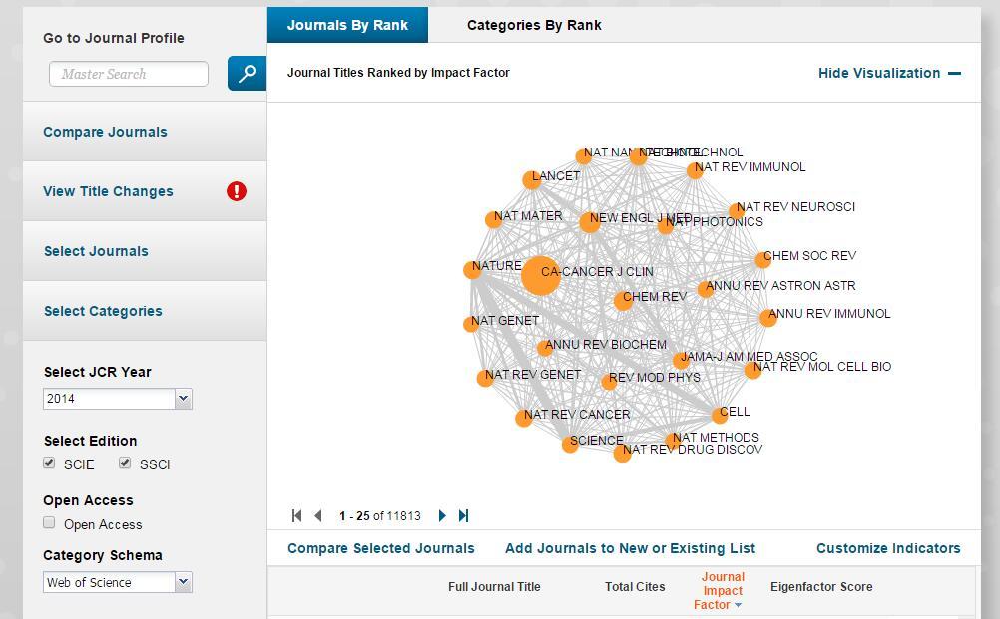 Go to Journal Profile
Master Search
Compare Journals
View Title Changes
Select Journals
Select Categories
Select JCR Year
2014
Select Edition
SCIE SSCI
Open Access
Open Access
Category Schema
Web of Science
Journals By Rank Categories By Rank
Journal Titles Ranked by Impact Factor Hide Visualization
NAT NANOTECHNOL
NAT BIOTECHNOL
NAT REV IMMUNOL
LANCET
NAT REV NEUROSCI
NAT MATER
NEW ENGL J MED
NAT PHOTONICS
CHEM SOC REV
NATURE
CA-CANCER J CLIN
ANNU REV ASTRON ASTR
CHEM REV
ANNU REV IMMUNOL
NAT GENET
ANNU REV BIOCHEM
JAMA-J AM MED ASSOC
NAT REV MOL CELL BIO
NAT REV GENET
REV MOD PHYS
NAT REV CANCER
CELL
SCIENCE
NAT METHODS
NAT REV DRUG DISCOV
1 - 25 of 11813
Compare Selected Journals Add Journals to New or Existing List Customize Indicators
Full Journal Title Total Cites Journal Impact Factor Eigenfactor Score